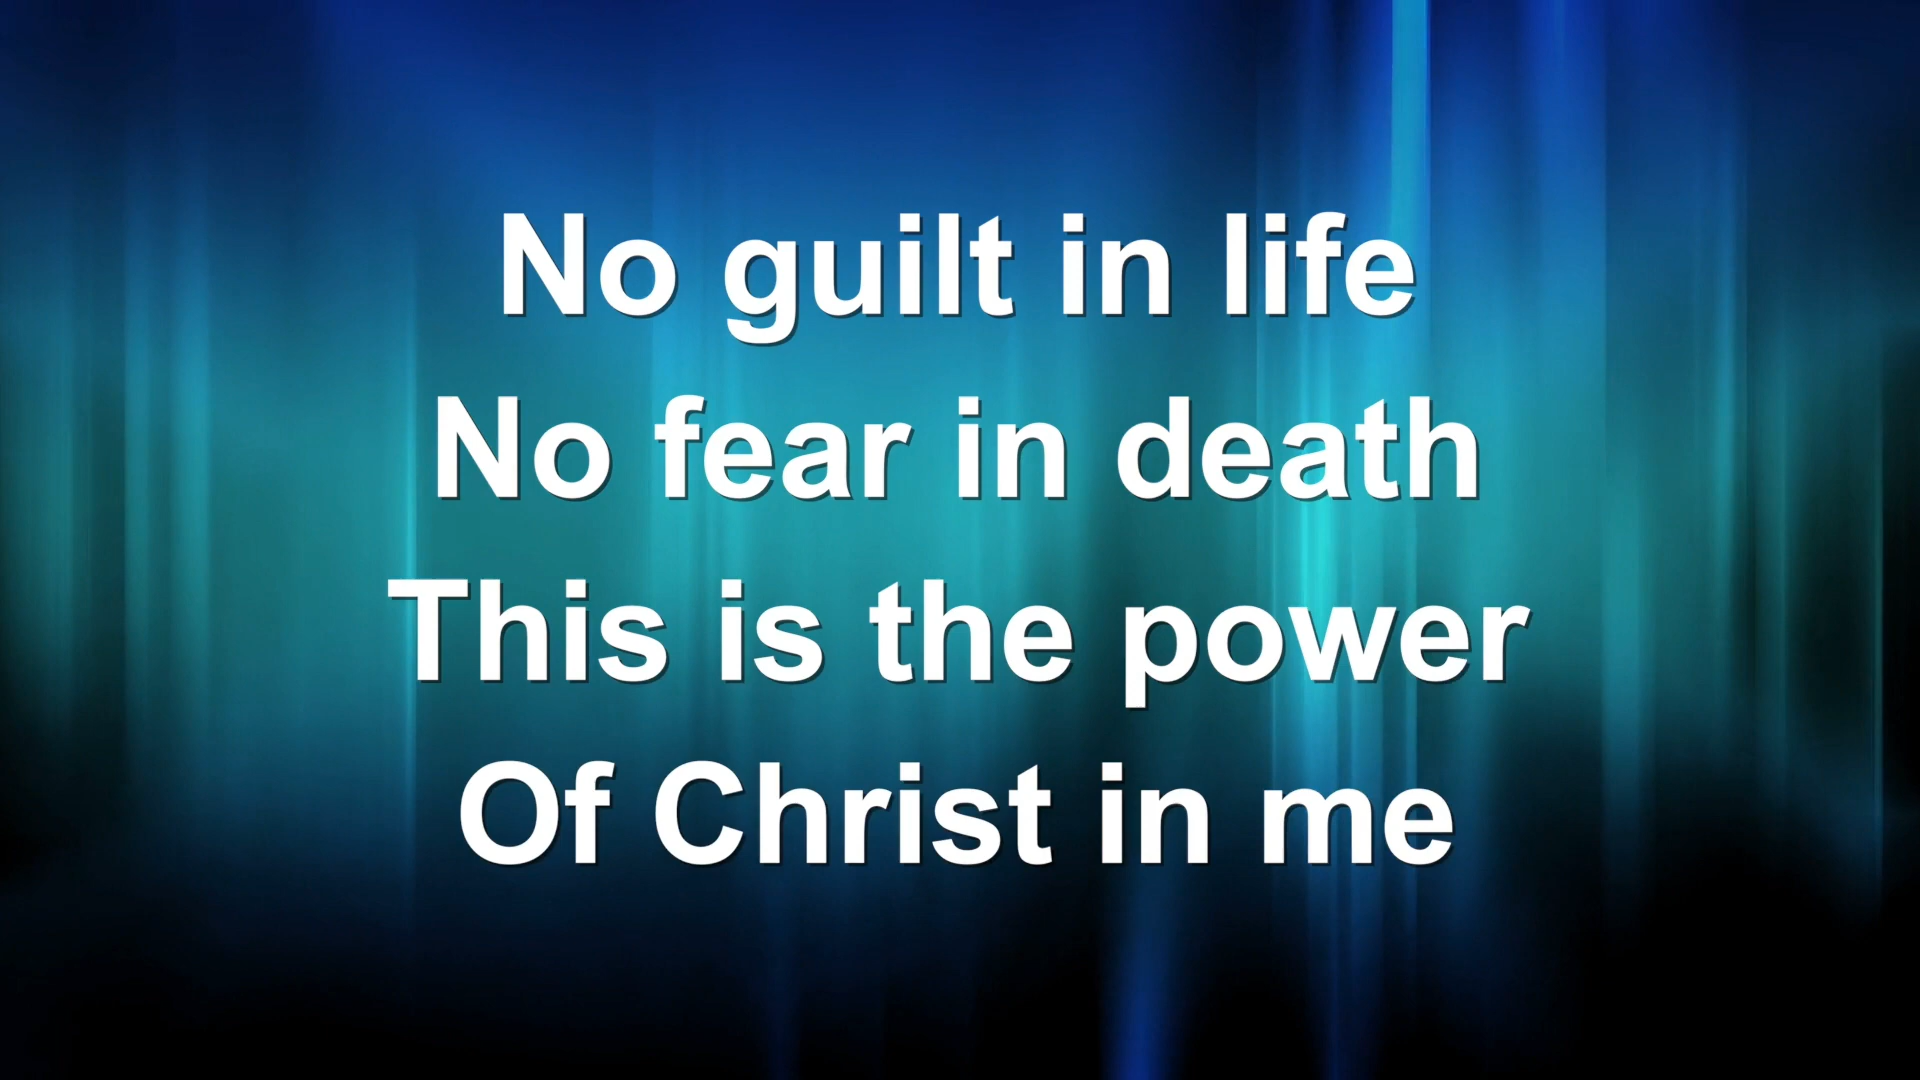 No guilt in life
No fear in death
This is the power
Of Christ in me